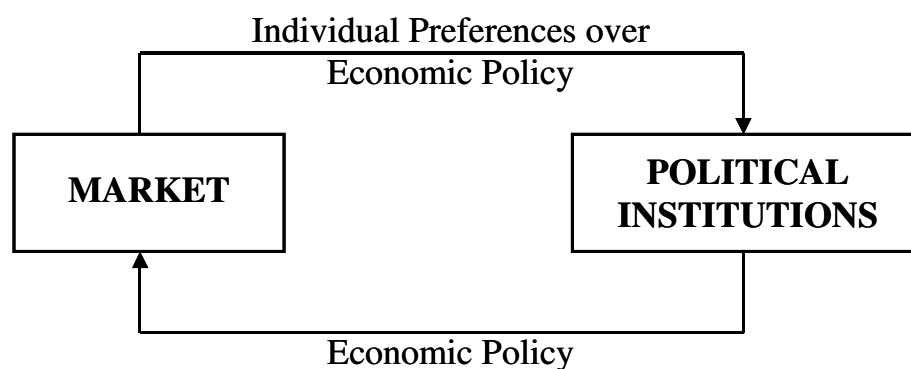 Individual Preferences over
Economic Policy
MARKET
POLITICAL
INSTITUTIONS
Economic Policy